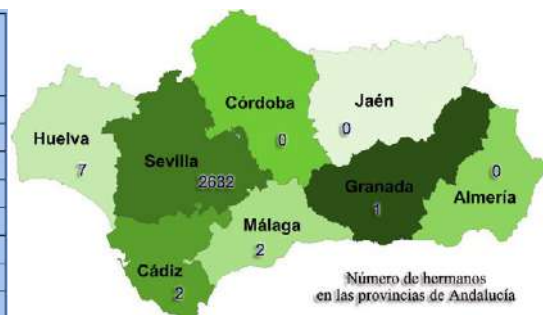 Córdoba
0
Jaén
0
Huelva
7
Sevilla
2632
Granada
1
0
Almería
Málaga
2
Cádiz
2
Número de hermanos
en las provincias de Andalucía